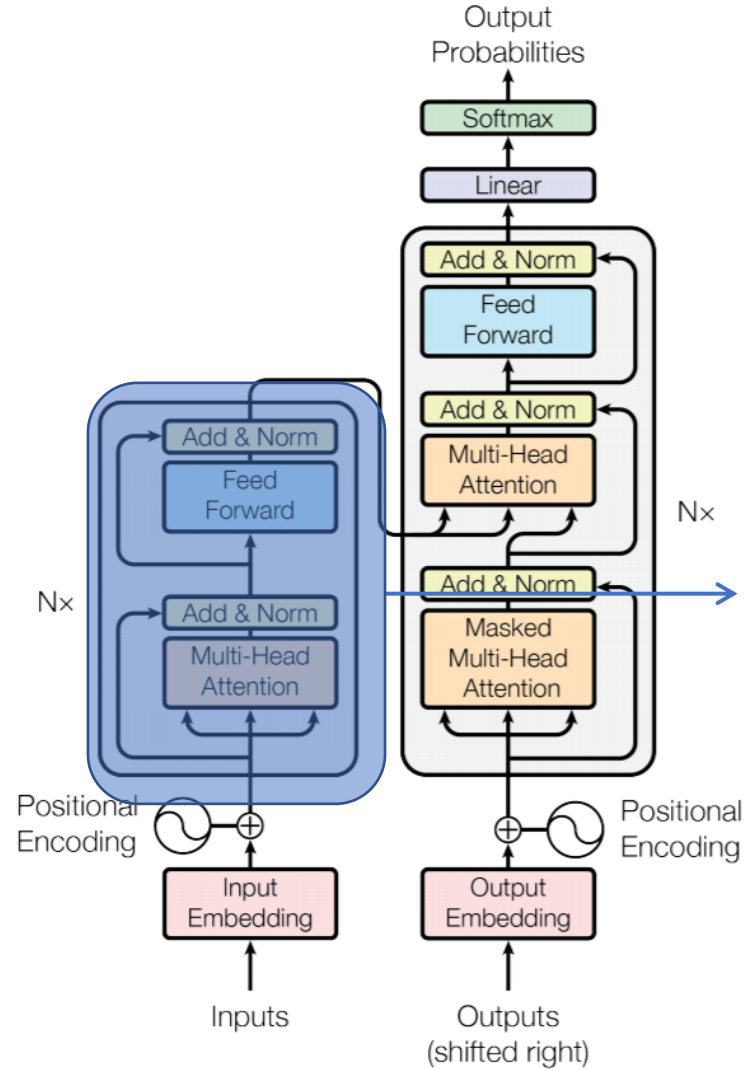 Output
Probabilities
Softmax
Linear
Add & Norm
Feed
Forward
Add & Norm
Multi-Head
Attention
Nx
Add & Norm
Masked
Multi-Head
Attention
Positional
Encoding
Output
Embedding
Outputs
(shifted right)
Add & Norm
Feed
Forward
Nx
Add & Norm
Multi-Head
Attention
Positional
Encoding
Input
Embedding
Inputs